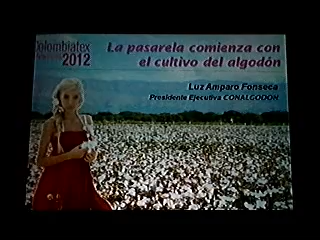 Colombiatex
2012
La pasarela comienza con
el cultivo del algodón
Luz Amparo Fonseca
Presidente Ejecutiva CONALGODON